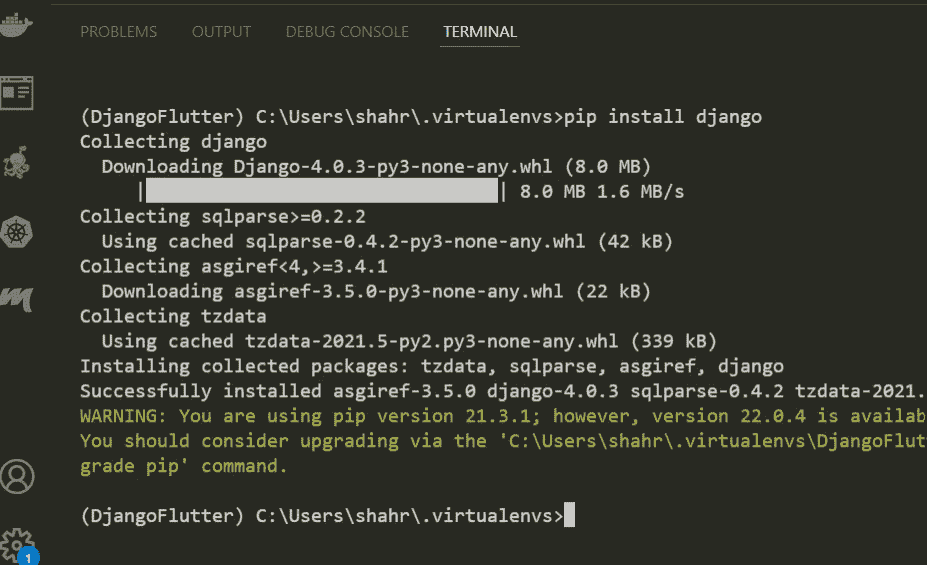 PROBLEMS OUTPUT DEBUG CONSOLE TERMINAL
(DjangoFlutter) C:\Users\shahr\.virtualenvs>pip install django
Collecting django
Downloading Django-4.0.3-py3-none-any.whl (8.0 MB)
| | 8.0 MB 1.6 MB/s
Collecting sqlparse>=0.2.2
Using cached sqlparse-0.4.2-py3-none-any.whl (42 kB)
Collecting asgiref<4,>=3.4.1
Downloading asgiref-3.5.0-py3-none-any.whl (22 kB)
Collecting tzdata
Using cached tzdata-2021.5-py2.py3-none-any.whl (339 kB)
Installing collected packages: tzdata, sqlparse, asgiref, django
Successfully installed asgiref-3.5.0 django-4.0.3 sqlparse-0.4.2 tzdata-2021.
WARNING: You are using pip version 21.3.1; however, version 22.0.4 is availab
You should consider upgrading via the 'C:\Users\shahr\.virtualenvs\DjangoFlut
grade pip' command.
(DjangoFlutter) C:\Users\shahr\.virtualenvs>
1